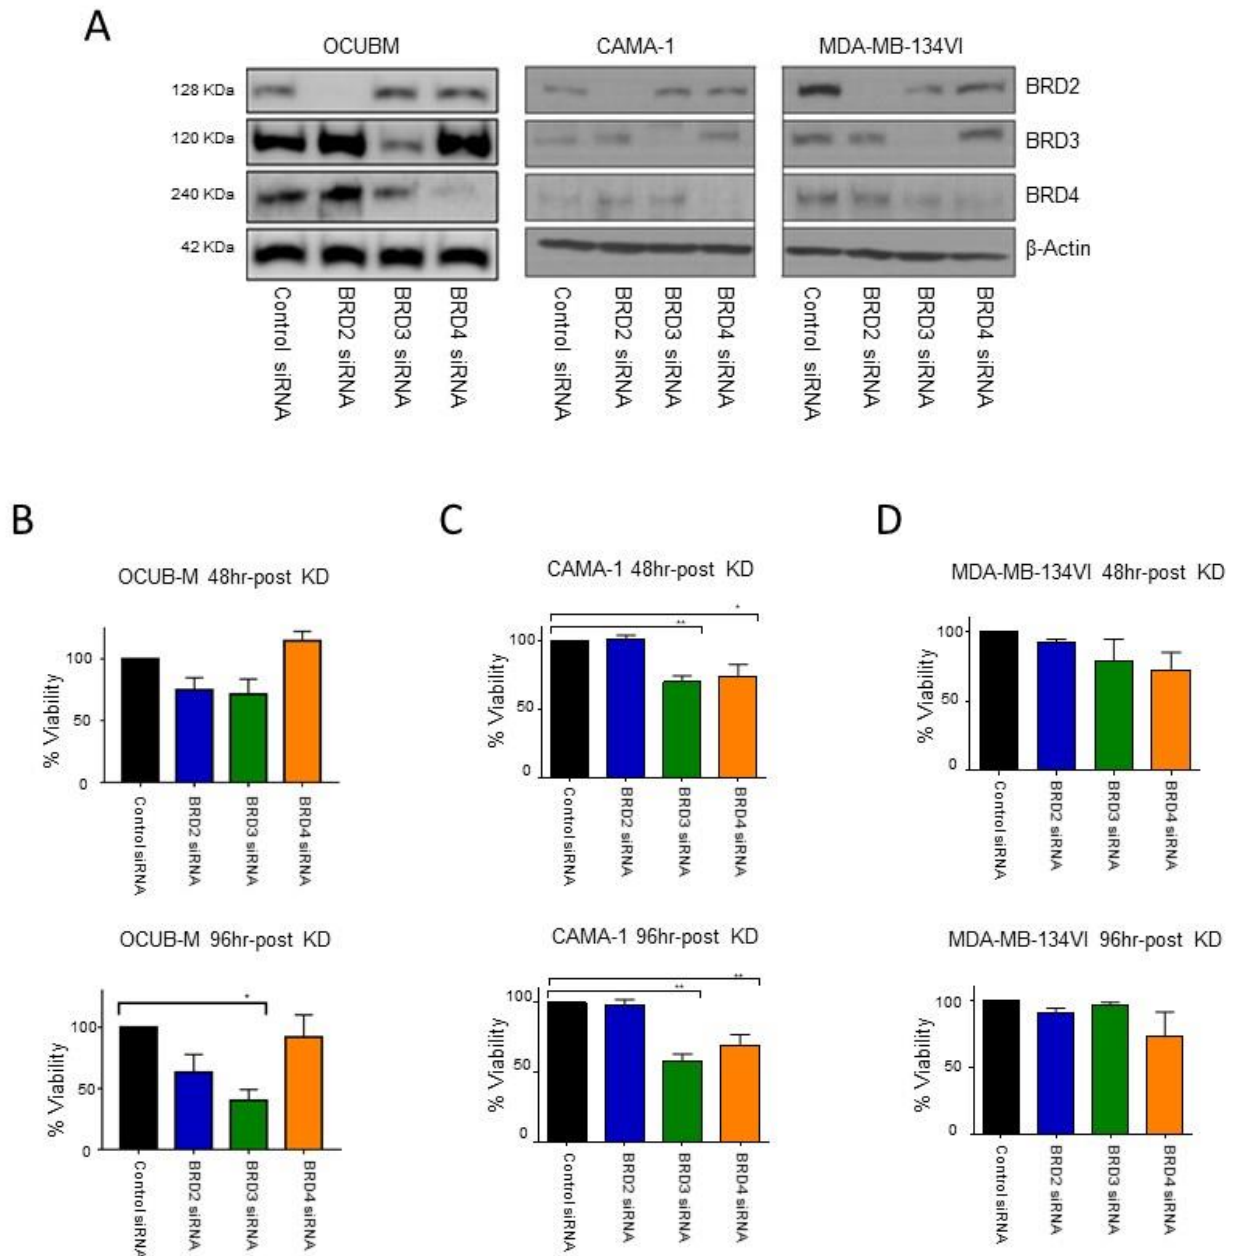 A
OCUBM
CAMA-1
MDA-MB-134VI
128 KDa
BRD2
120 KDa
BRD3
240 KDa
BRD4
42 KDa
β-Actin
Control siRNA
BRD2 siRNA
BRD3 siRNA
BRD4 siRNA
Control siRNA
BRD2 siRNA
BRD3 siRNA
BRD4 siRNA
Control siRNA
BRD2 siRNA
BRD3 siRNA
BRD4 siRNA
B
OCUB-M 48hr-post KD
% Viability
100
50
0
Control siRNA
BRD2 siRNA
BRD3 siRNA
BRD4 siRNA
OCUB-M 96hr-post KD
*
% Viability
100
50
0
Control siRNA
BRD2 siRNA
BRD3 siRNA
BRD4 siRNA
C
CAMA-1 48hr-post KD
*
**
% Viability
100
50
0
Control siRNA
BRD2 siRNA
BRD3 siRNA
BRD4 siRNA
CAMA-1 96hr-post KD
**
**
% Viability
100
50
0
Control siRNA
BRD2 siRNA
BRD3 siRNA
BRD4 siRNA
D
MDA-MB-134VI 48hr-post KD
% Viability
100
50
0
Control siRNA
BRD2 siRNA
BRD3 siRNA
BRD4 siRNA
MDA-MB-134VI 96hr-post KD
% Viability
100
50
0
Control siRNA
BRD2 siRNA
BRD3 siRNA
BRD4 siRNA